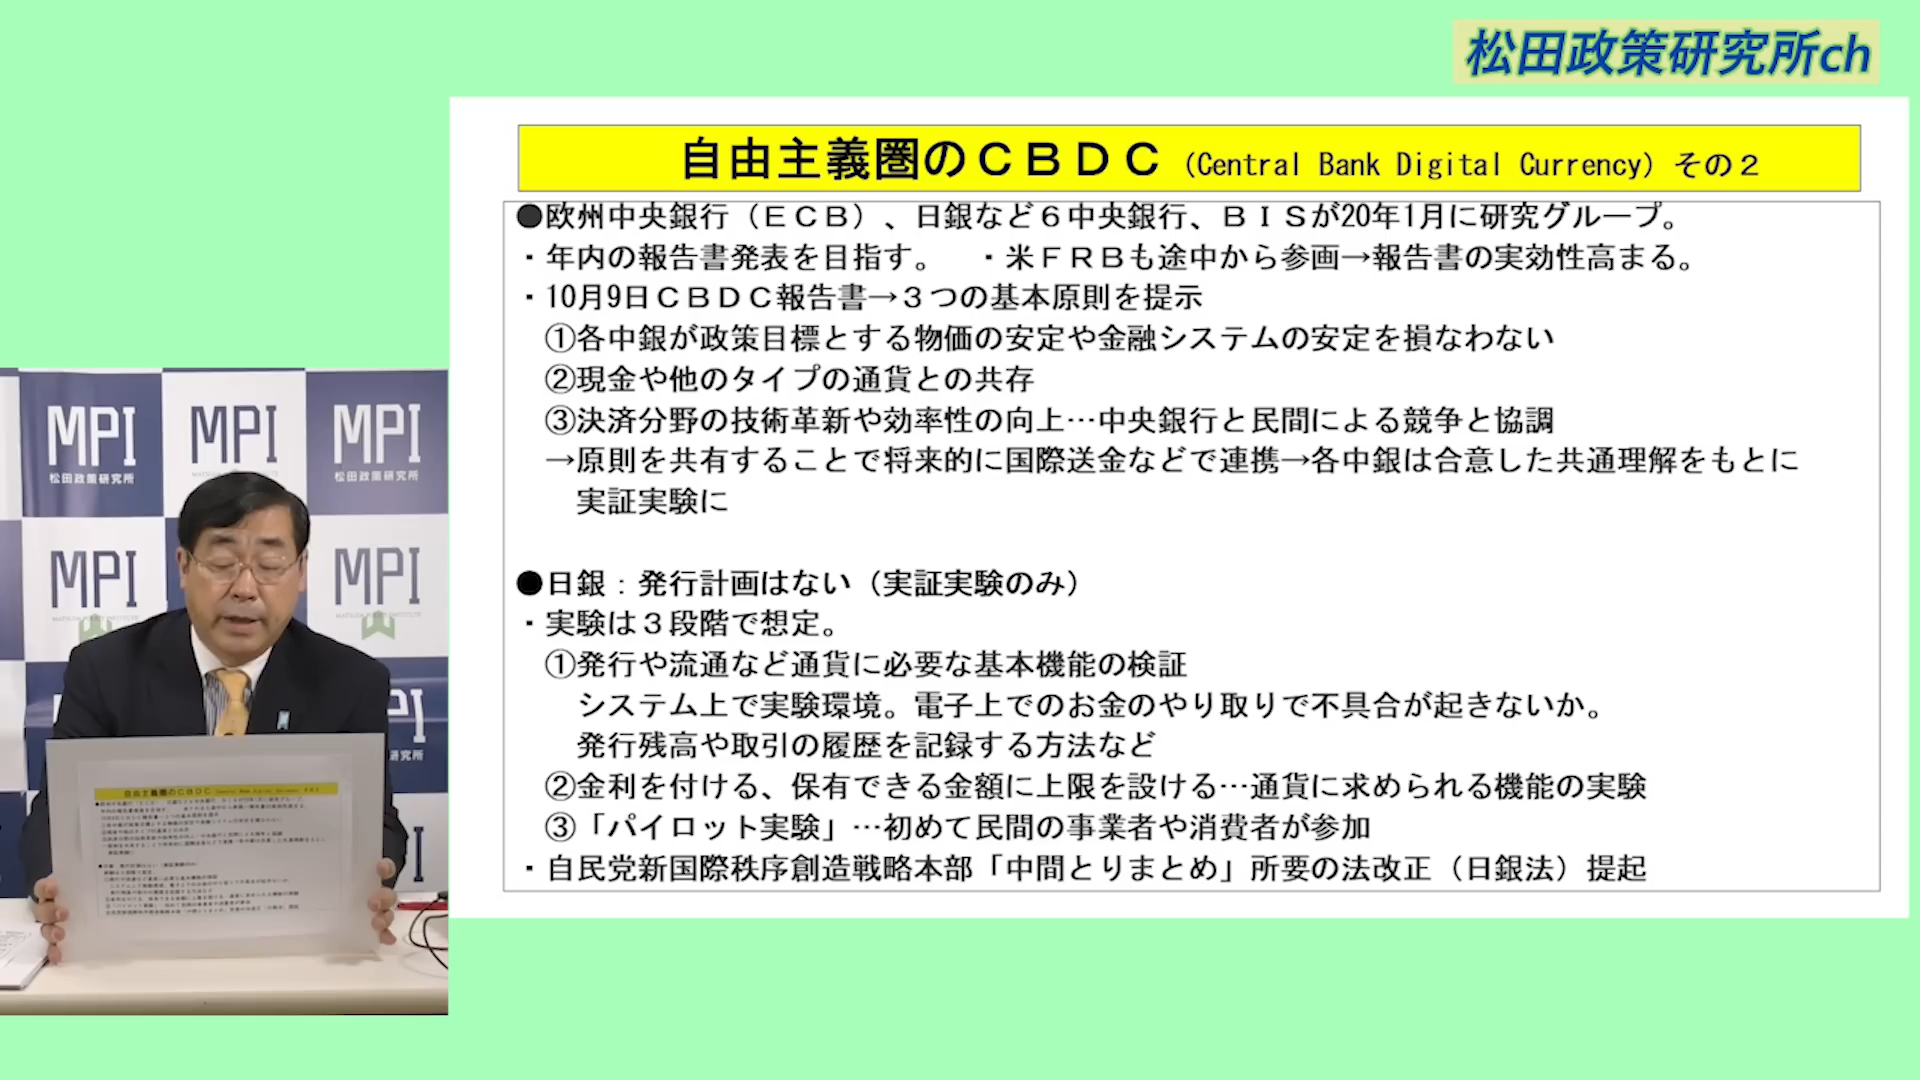 松田政策研究所ch
自由主義圏のＣＢＤＣ (Central Bank Digital Currency) その２
●欧州中央銀行（ＥＣＢ）、日銀など６中央銀行、ＢＩＳが20年1月に研究グループ。
・年内の報告書発表を目指す。 ・米ＦＲＢも途中から参画→報告書の実効性高まる。
・10月9日ＣＢＤＣ報告書→３つの基本原則を提示
①各中銀が政策目標とする物価の安定や金融システムの安定を損なわない
②現金や他のタイプの通貨との共存
③決済分野の技術革新や効率性の向上…中央銀行と民間による競争と協調
→原則を共有することで将来的に国際送金などで連携→各中銀は合意した共通理解をもとに
実証実験に
●日銀：発行計画はない（実証実験のみ）
・実験は３段階で想定。
①発行や流通など通貨に必要な基本機能の検証
システム上で実験環境。電子上でのお金のやり取りで不具合が起きないか。
発行残高や取引の履歴を記録する方法など
②金利を付ける、保有できる金額に上限を設ける…通貨に求められる機能の実験
③「パイロット実験」…初めて民間の事業者や消費者が参加
・自民党新国際秩序創造戦略本部「中間とりまとめ」所要の法改正（日銀法）提起
MPI
松田政策研究所
MPI
MPI
松田政策研究所
MPI
MPI
PI
研究所
自由主義圏のＣＢＤＣ